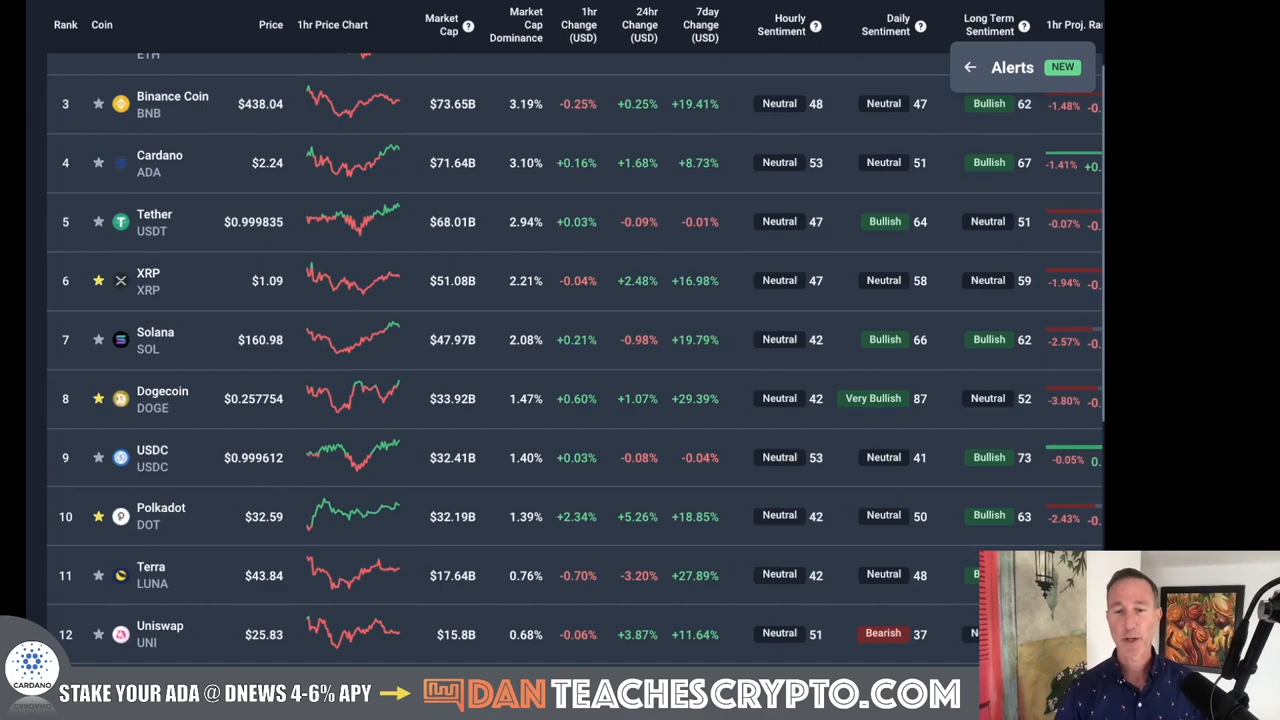 Rank Coin Price 1hr Price Chart Market Cap ? Market Cap Dominance 1hr Change (USD) 24hr Change (USD) 7day Change (USD) Hourly Sentiment ? Daily Sentiment ? Long Term Sentiment ? 1hr Proj. Ra
ETH
← Alerts NEW
3 Binance Coin BNB $438.04 $73.65B 3.19% -0.25% +0.25% +19.41% Neutral 48 Neutral 47 Bullish 62 -1.48% -0.
4 Cardano ADA $2.24 $71.64B 3.10% +0.16% +1.68% +8.73% Neutral 53 Neutral 51 Bullish 67 -1.41% +0.
5 Tether USDT $0.999835 $68.01B 2.94% +0.03% -0.09% -0.01% Neutral 47 Bullish 64 Neutral 51 -0.07% -0.
6 XRP XRP $1.09 $51.08B 2.21% -0.04% +2.48% +16.98% Neutral 47 Neutral 58 Neutral 59 -1.94% -0.
7 Solana SOL $160.98 $47.97B 2.08% +0.21% -0.98% +19.79% Neutral 42 Bullish 66 Bullish 62 -2.57% -0.
8 Dogecoin DOGE $0.257754 $33.92B 1.47% +0.60% +1.07% +29.39% Neutral 42 Very Bullish 87 Neutral 52 -3.80% -0.
9 USDC USDC $0.999612 $32.41B 1.40% +0.03% -0.08% -0.04% Neutral 53 Neutral 41 Bullish 73 -0.05% 0.
10 Polkadot DOT $32.59 $32.19B 1.39% +2.34% +5.26% +18.85% Neutral 42 Neutral 50 Bullish 63 -2.43% -0.
11 Terra LUNA $43.84 $17.64B 0.76% -0.70% -3.20% +27.89% Neutral 42 Neutral 48 B
12 Uniswap UNI $25.83 $15.8B 0.68% -0.06% +3.87% +11.64% Neutral 51 Bearish 37 N
CARDANO
STAKE YOUR ADA @ DNEWS 4-6% APY → DANTEACHESCRYPTO.COM